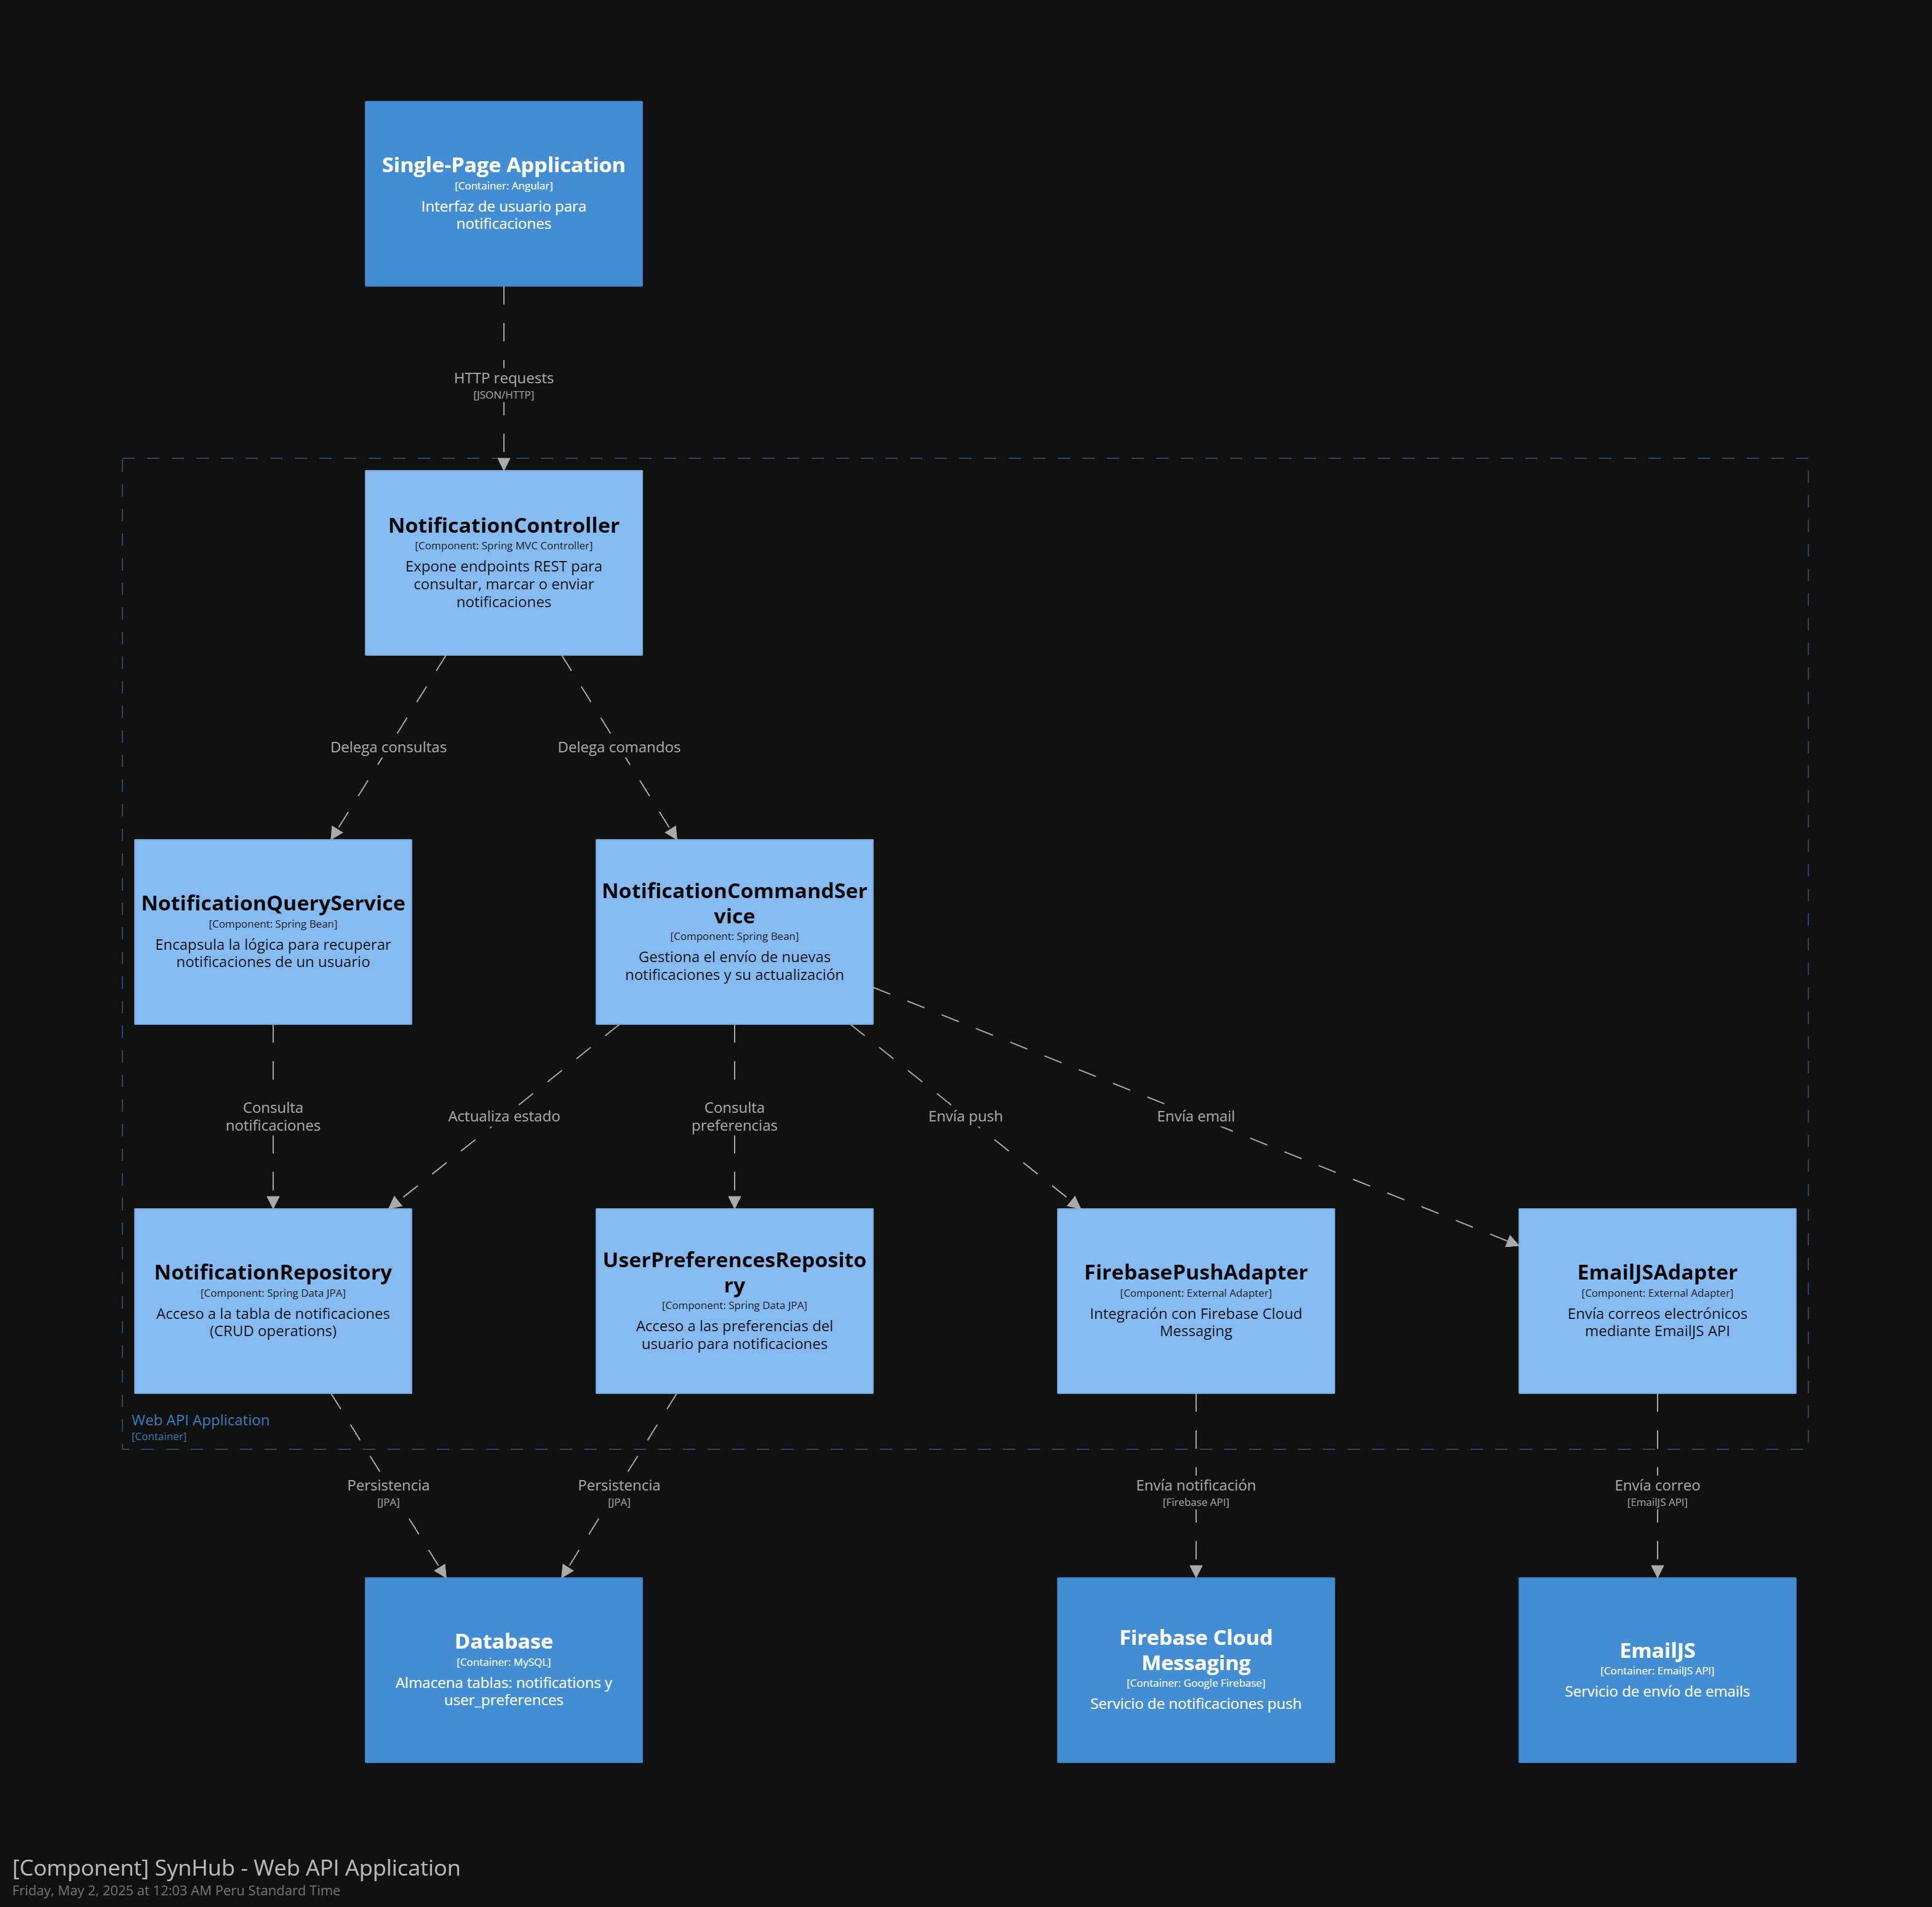 Single-Page Application
[Container: Angular]
Interfaz de usuario para
notificaciones
HTTP requests
[JSON/HTTP]
NotificationController
[Component: Spring MVC Controller]
Expone endpoints REST para
consultar, marcar o enviar
notificaciones
Delega consultas
Delega comandos
NotificationQueryService
[Component: Spring Bean]
Encapsula la lógica para recuperar
notificaciones de un usuario
NotificationCommandSer
vice
[Component: Spring Bean]
Gestiona el envío de nuevas
notificaciones y su actualización
Consulta
notificaciones
Actualiza estado
Consulta
preferencias
Envía push
Envía email
NotificationRepository
[Component: Spring Data JPA]
Acceso a la tabla de notificaciones
(CRUD operations)
UserPreferencesReposito
ry
[Component: Spring Data JPA]
Acceso a las preferencias del
usuario para notificaciones
FirebasePushAdapter
[Component: External Adapter]
Integración con Firebase Cloud
Messaging
EmailJSAdapter
[Component: External Adapter]
Envía correos electrónicos
mediante EmailJS API
Web API Application
[Container]
Persistencia
[JPA]
Persistencia
[JPA]
Envía notificación
[Firebase API]
Envía correo
[EmailJS API]
Database
[Container: MySQL]
Almacena tablas: notifications y
user_preferences
Firebase Cloud
Messaging
[Container: Google Firebase]
Servicio de notificaciones push
EmailJS
[Container: EmailJS API]
Servicio de envío de emails
[Component] SynHub - Web API Application
Friday, May 2, 2025 at 12:03 AM Peru Standard Time